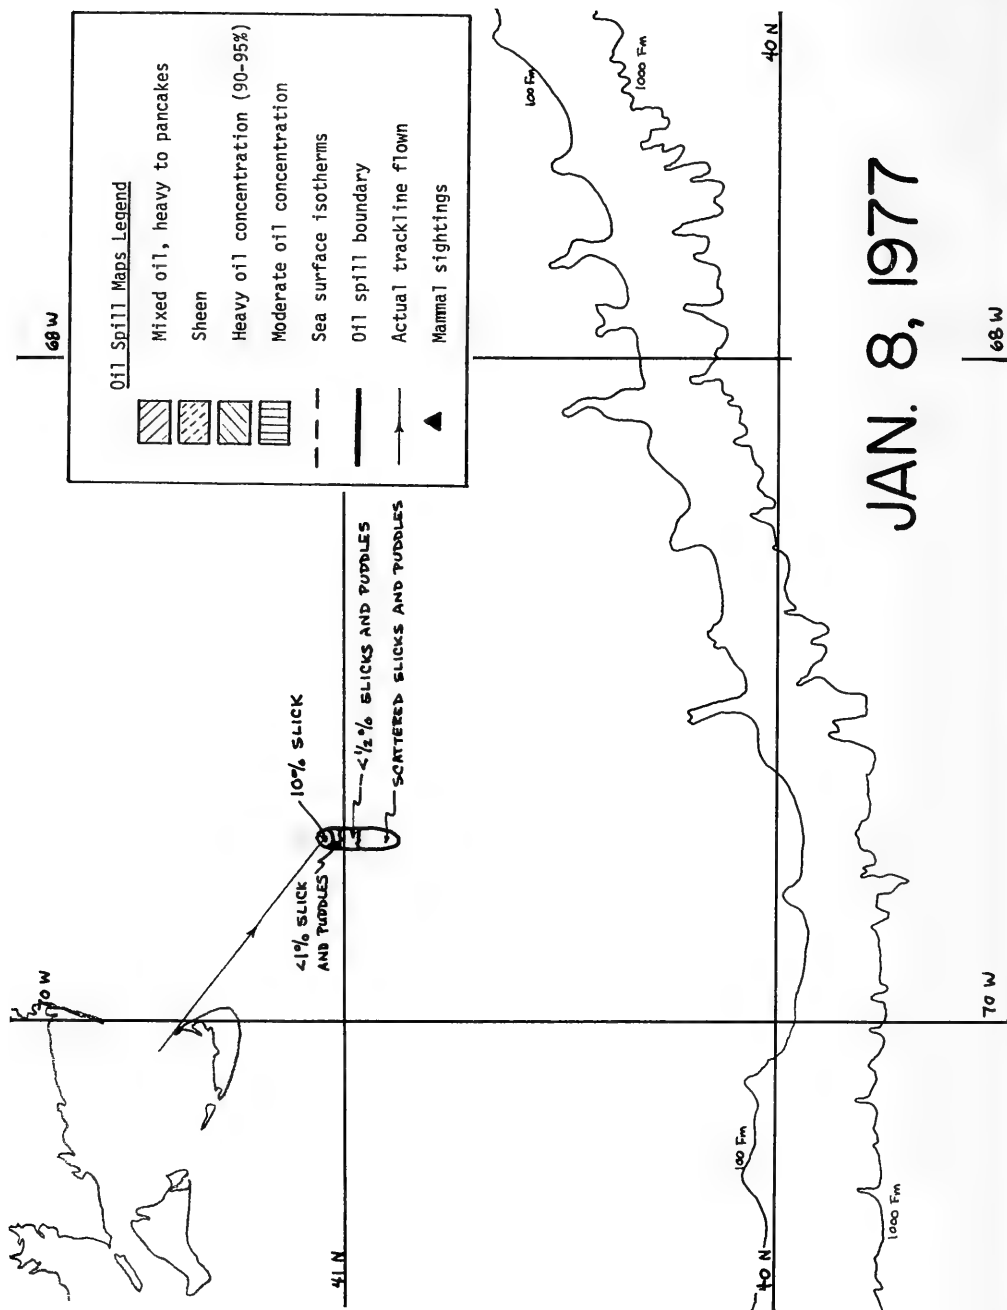 70 W
68 W
Oil Spill Maps Legend
Mixed oil, heavy to pancakes
Sheen
Heavy oil concentration (90-95%)
Moderate oil concentration
Sea surface isotherms
Oil spill boundary
Actual trackline flown
Mammal sightings
10% SLICK
<1% SLICK
AND PUDDLES
<1/2% SLICKS AND PUDDLES
SCATTERED SLICKS AND PUDDLES
41 N
100 Fm
1000 Fm
40 N
100 Fm
40 N
1000 Fm
70 W
68 W
JAN. 8, 1977